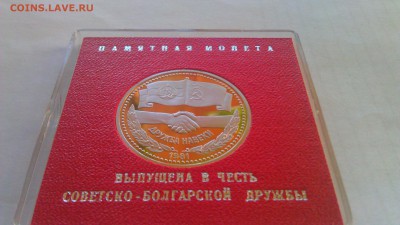 COINS.LAVE.RU
ПАМЯТНАЯ МОНЕТА
ДРУЖБА НАВЕКИ
1981
ВЫПУЩЕНА В ЧЕСТЬ
СОВЕТСКО-БОЛГАРСКОЙ ДРУЖБЫ